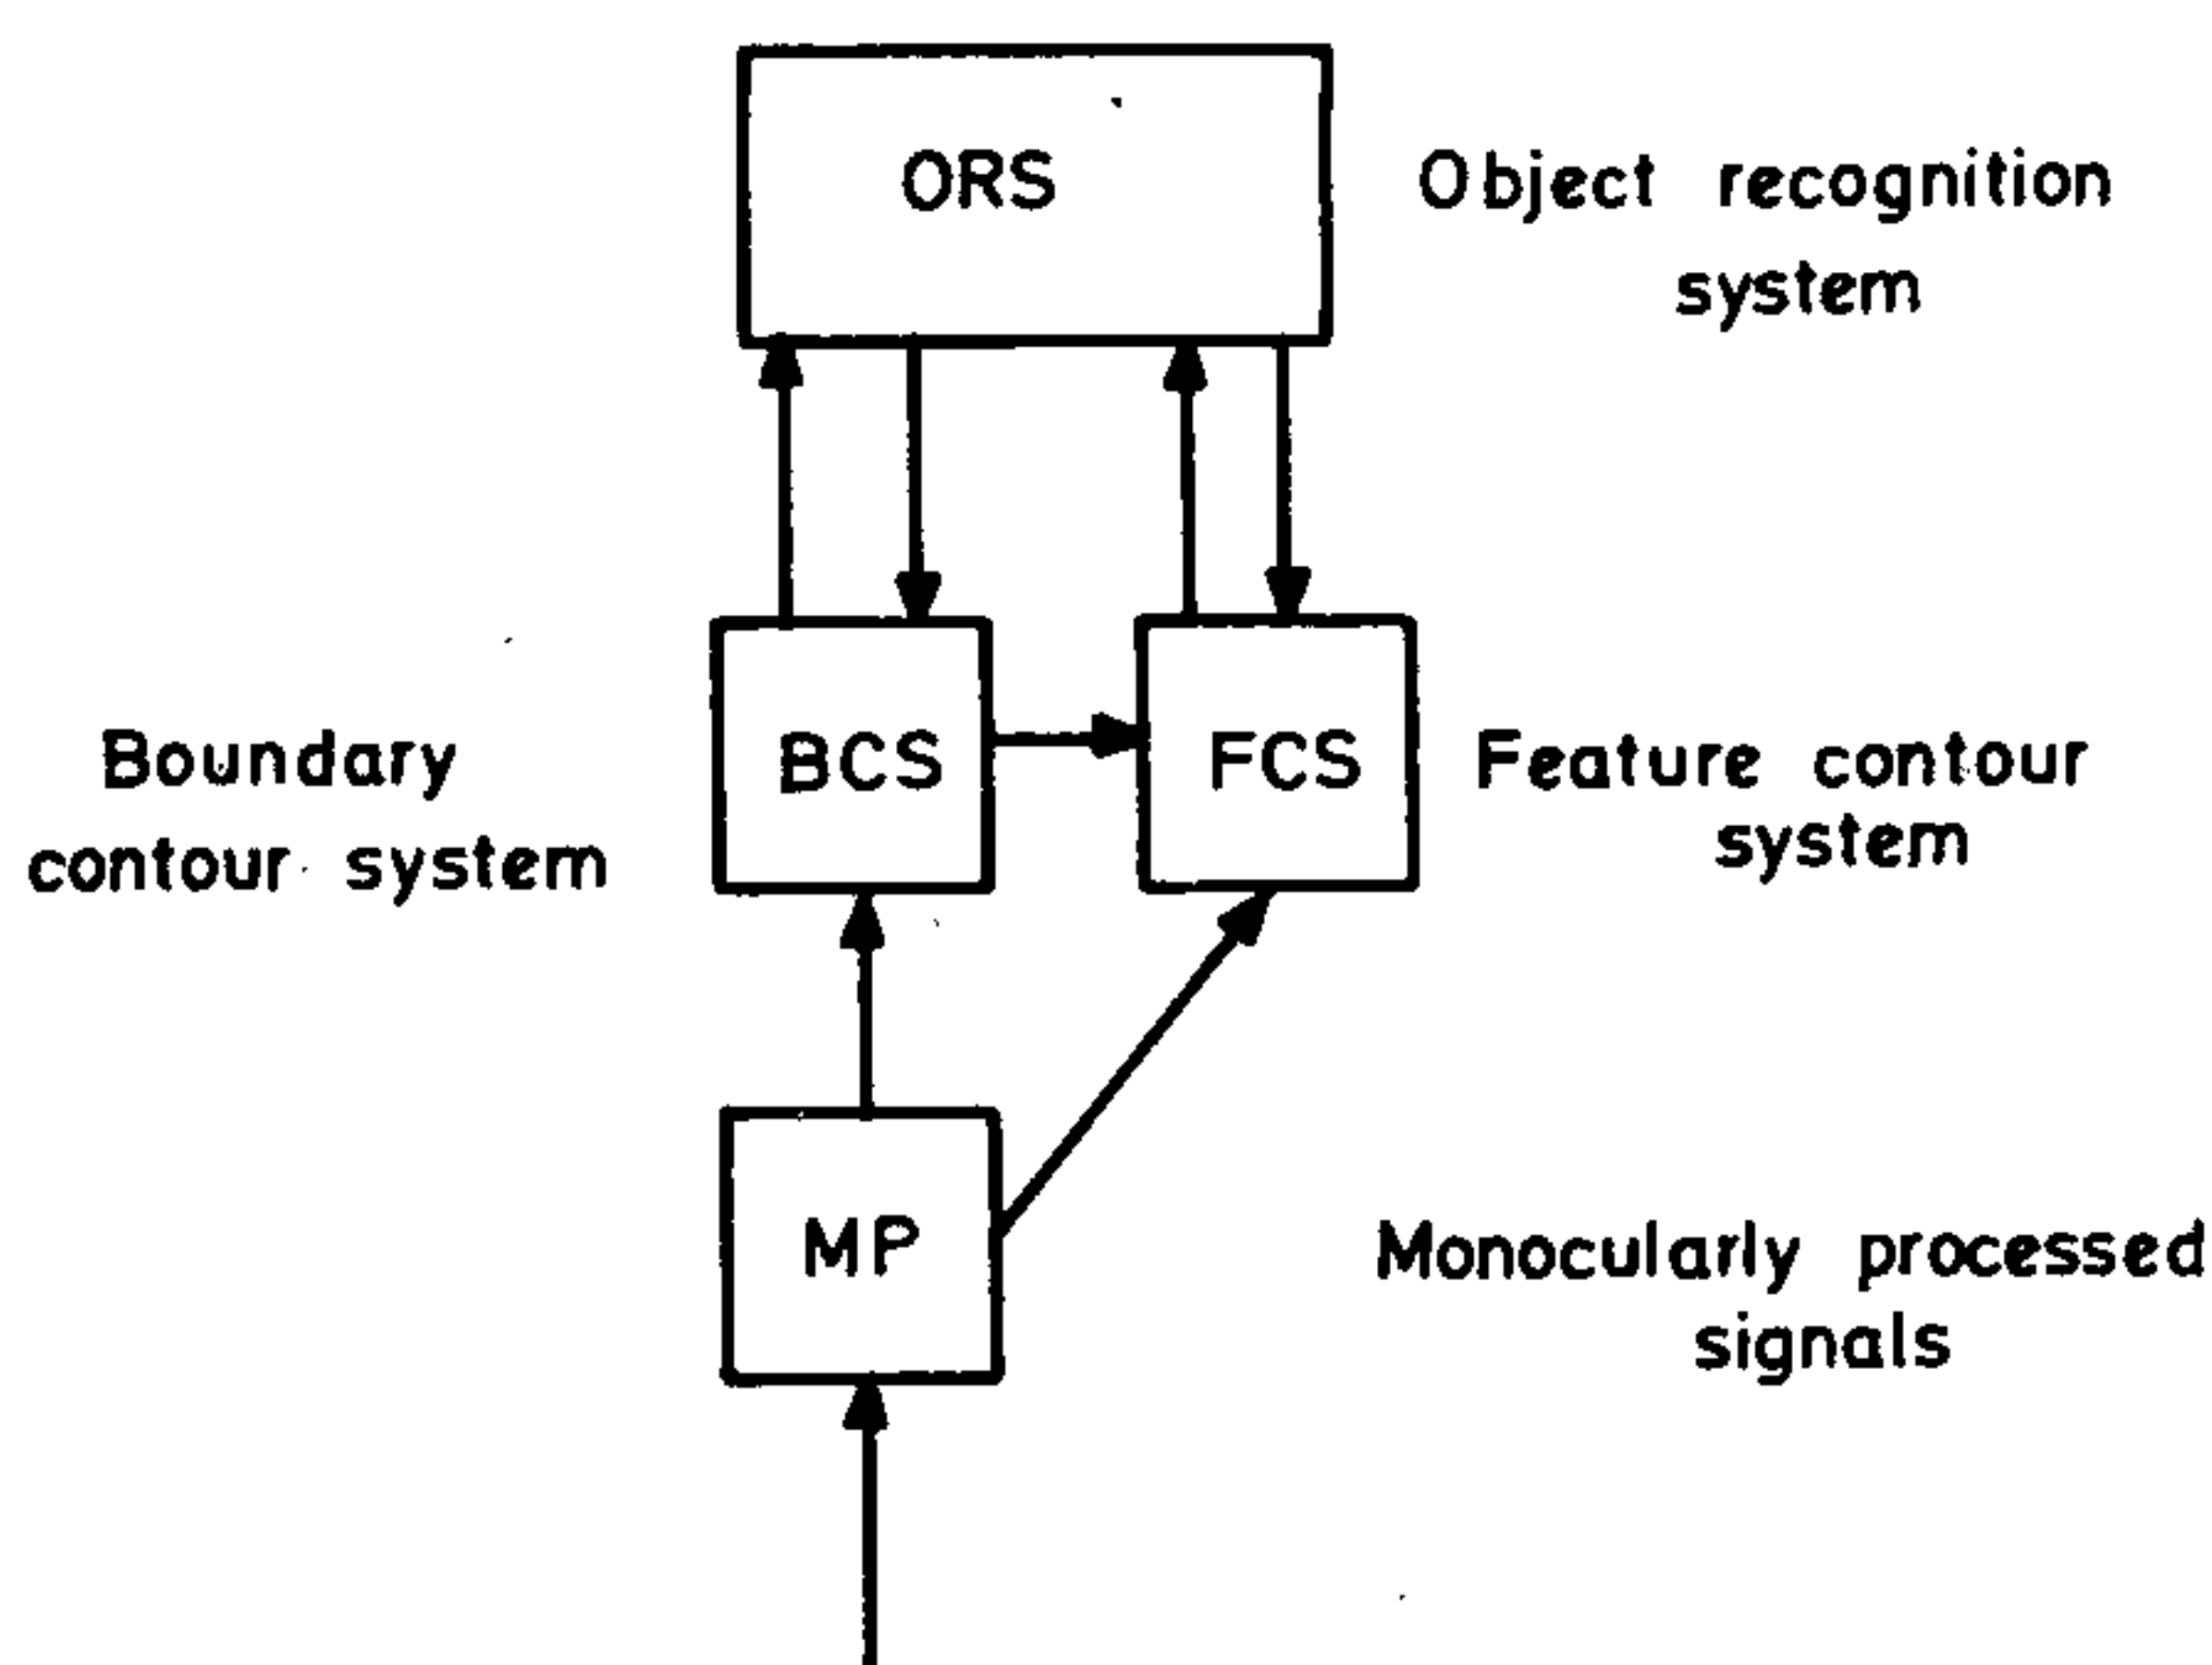 ORS
Object recognition
system
BCS
FCS
Boundary
contour system
Feature contour
system
MP
Monocularly processed
signals